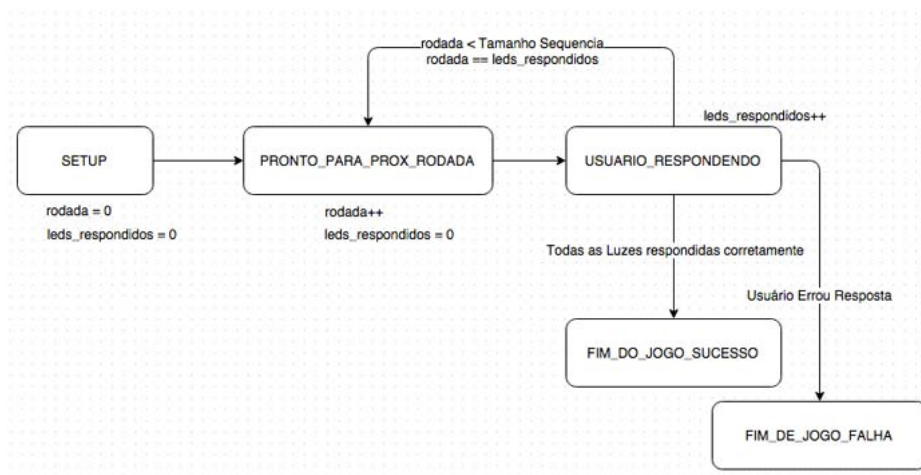 rodada < Tamanho Sequencia
rodada == leds_respondidos
leds_respondidos++
SETUP
PRONTO_PARA_PROX_RODADA
USUARIO_RESPONDENDO
rodada = 0
leds_respondidos = 0
rodada++
leds_respondidos = 0
Todas as Luzes respondidas corretamente
Usuário Errou Resposta
FIM_DO_JOGO_SUCESSO
FIM_DE_JOGO_FALHA